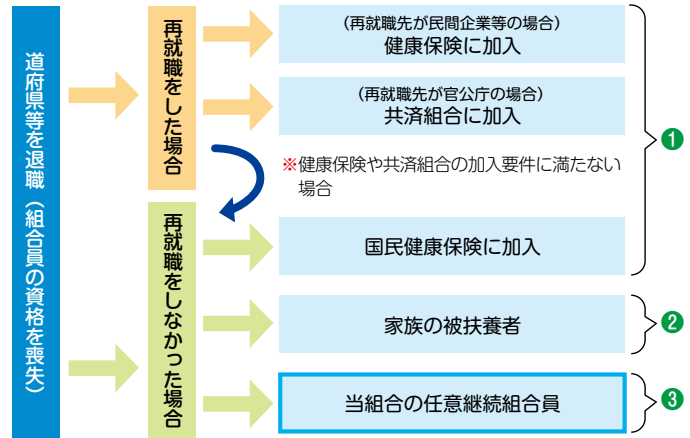 道府県等を退職（組合員の資格を喪失）
再就職をした場合
（再就職先が民間企業等の場合）
健康保険に加入
（再就職先が官公庁の場合）
共済組合に加入
※健康保険や共済組合の加入要件に満たない
場合
再就職をしなかった場合
国民健康保険に加入
❶
家族の被扶養者
❷
当組合の任意継続組合員
❸